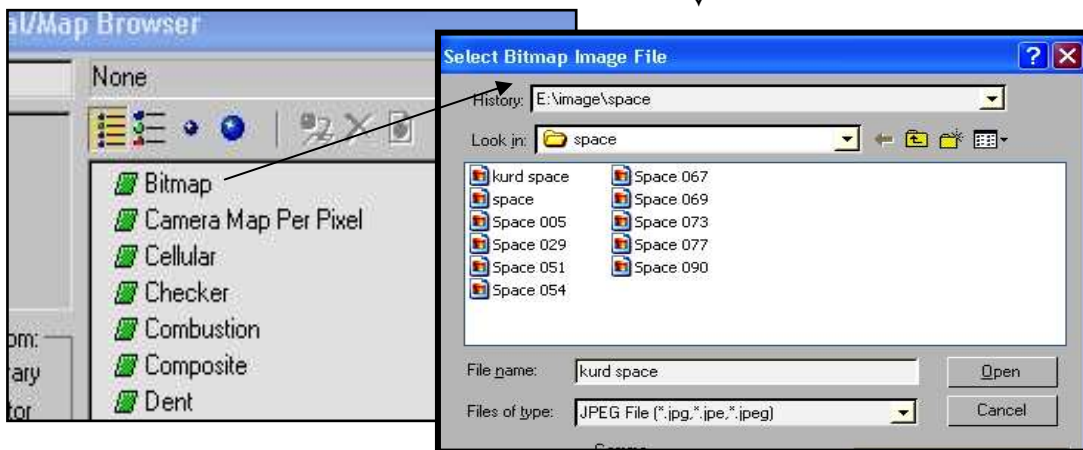 al/Map Browser
None
Bitmap
Camera Map Per Pixel
Cellular
Checker
Combustion
Composite
Dent
om:
ary
tor
Select Bitmap Image File
History: E:\image\space
Look in: space
kurd space
space
Space 005
Space 029
Space 051
Space 054
Space 067
Space 069
Space 073
Space 077
Space 090
File name: kurd space
Open
Files of type: JPEG File (*.jpg,*.jpe,*.jpeg)
Cancel